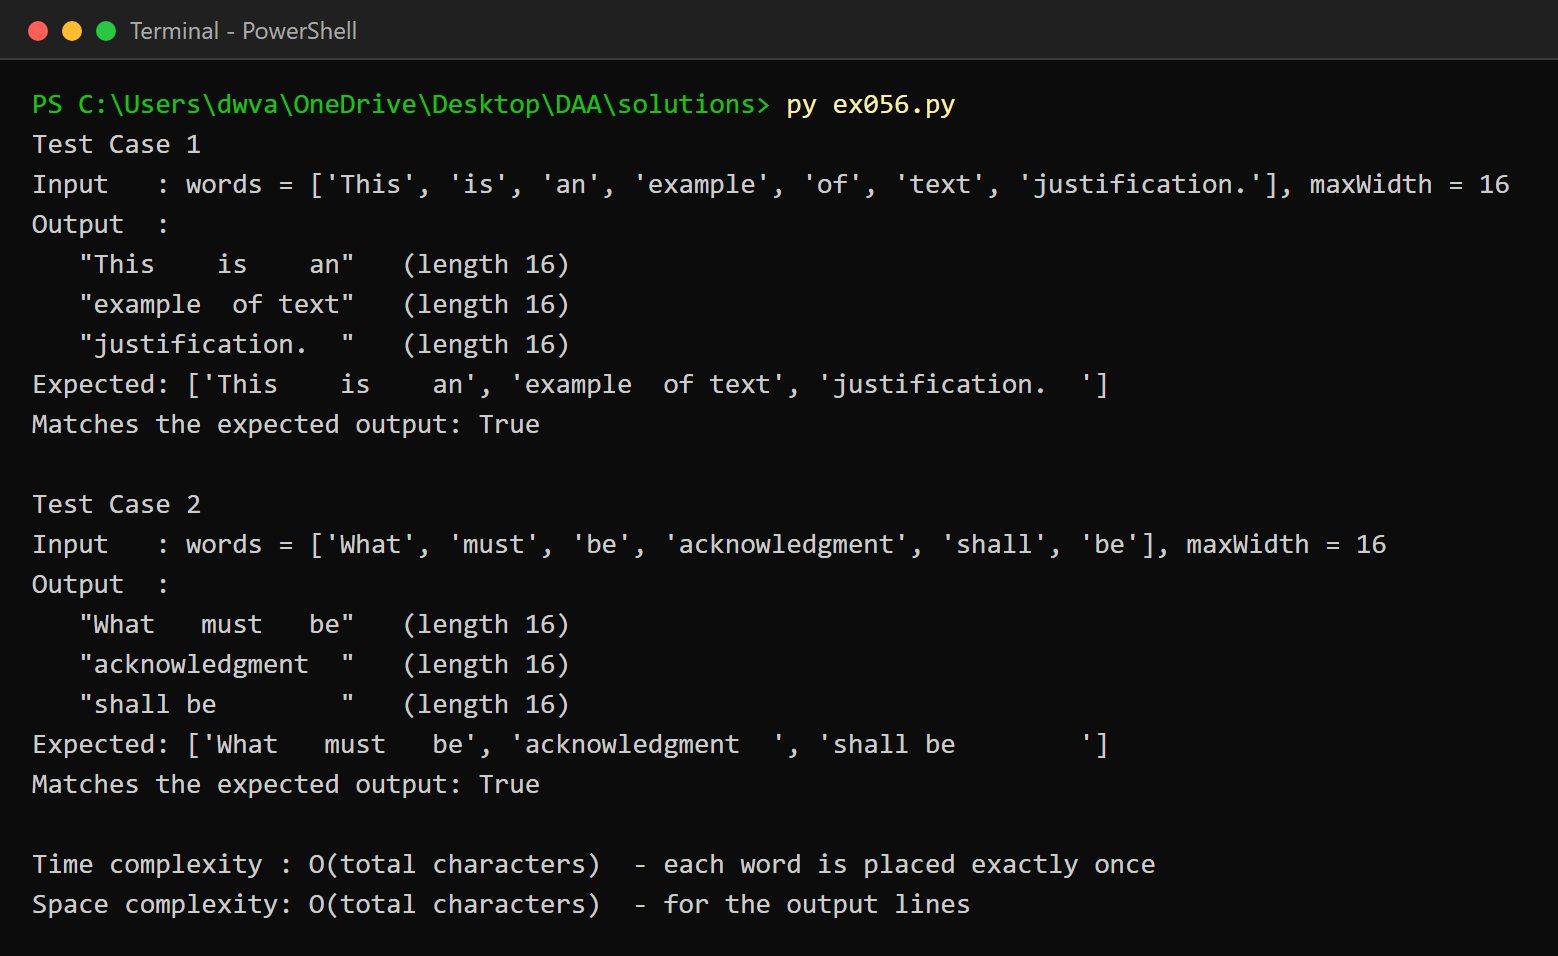 Terminal - PowerShell
PS C:\Users\dwva\OneDrive\Desktop\DAA\solutions> py ex056.py
Test Case 1
Input   : words = ['This', 'is', 'an', 'example', 'of', 'text', 'justification.'], maxWidth = 16
Output  :
   "This    is    an"   (length 16)
   "example  of text"   (length 16)
   "justification.  "   (length 16)
Expected: ['This    is    an', 'example  of text', 'justification.  ']
Matches the expected output: True

Test Case 2
Input   : words = ['What', 'must', 'be', 'acknowledgment', 'shall', 'be'], maxWidth = 16
Output  :
   "What   must   be"   (length 16)
   "acknowledgment  "   (length 16)
   "shall be        "   (length 16)
Expected: ['What   must   be', 'acknowledgment  ', 'shall be        ']
Matches the expected output: True

Time complexity : O(total characters)  - each word is placed exactly once
Space complexity: O(total characters)  - for the output lines